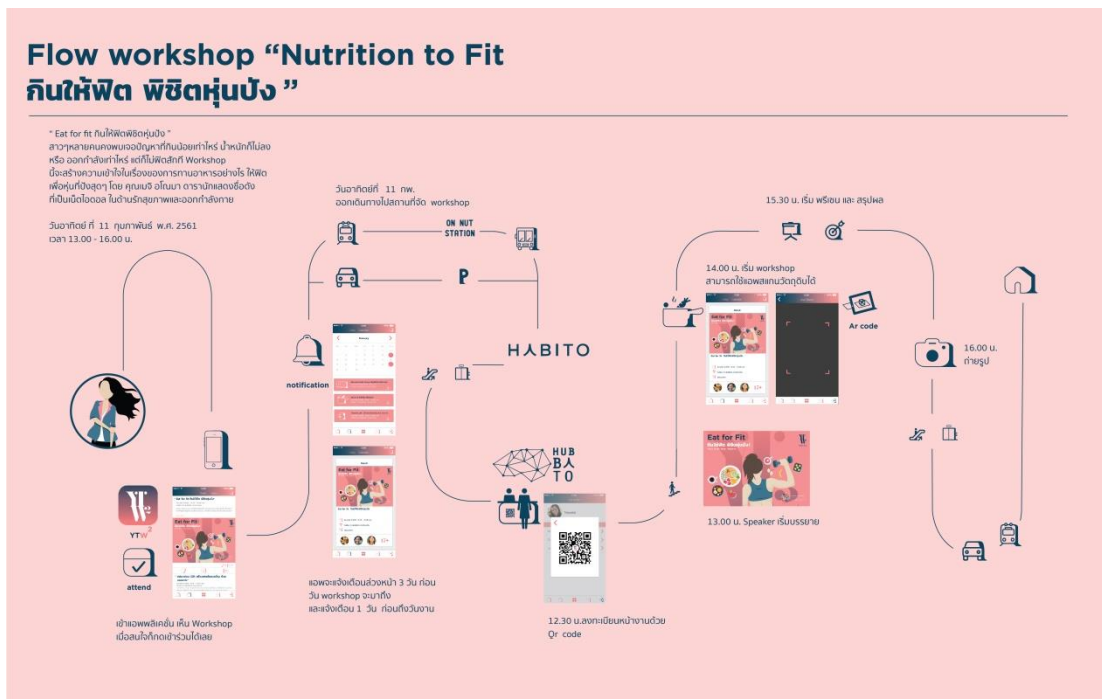 Flow workshop “Nutrition to Fit
กินให้ฟิต พิชิตหุ่นปัง ”
“ Eat for fit กินให้ฟิตพิชิตหุ่นปัง ”
สาวๆหลายคนคงพบเจอปัญหาที่กินน้อยเท่าไหร่ น้ำหนักก็ไม่ลง
หรือ ออกกำลังเท่าไหร่ แต่ก็ไม่ฟิตสักที Workshop
นี้จะสร้างความเข้าใจในเรื่องของการทานอาหารอย่างไร ให้ฟิต
เพื่อหุ่นที่ปังสุดๆ โดย คุณเมจิ อโณมา ดารานักแสดงชื่อดัง
ที่เป็นเน็ตไอดอล ในด้านรักสุขภาพและออกกำลังกาย
วันอาทิตย์ ที่ 11 กุมภาพันธ์ พ.ศ. 2561
เวลา 13.00 - 16.00 น.
YTW²
attend
Eat for Fit
เข้าแอพพลิเคชั่น เห็น Workshop
เมื่อสนใจก็กดเข้าร่วมได้เลย
notification
Eat for Fit
แอพจะแจ้งเตือนล่วงหน้า 3 วัน ก่อน
วัน workshop จะมาถึง
และแจ้งเตือน 1 วัน ก่อนถึงวันงาน
วันอาทิตย์ที่ 11 กพ.
ออกเดินทางไปสถานที่จัด workshop
ON NUT
STATION
P
HABITO
HUB
BA
TO
12.30 น.ลงทะเบียนหน้างานด้วย
Qr code
13.00 น. Speaker เริ่มบรรยาย
Eat for Fit
14.00 น. เริ่ม workshop
สามารถใช้แอพสแกนวัตถุดิบได้
Eat for Fit
Ar code
15.30 น. เริ่ม พรีเซน และ สรุปผล
16.00 น.
ถ่ายรูป